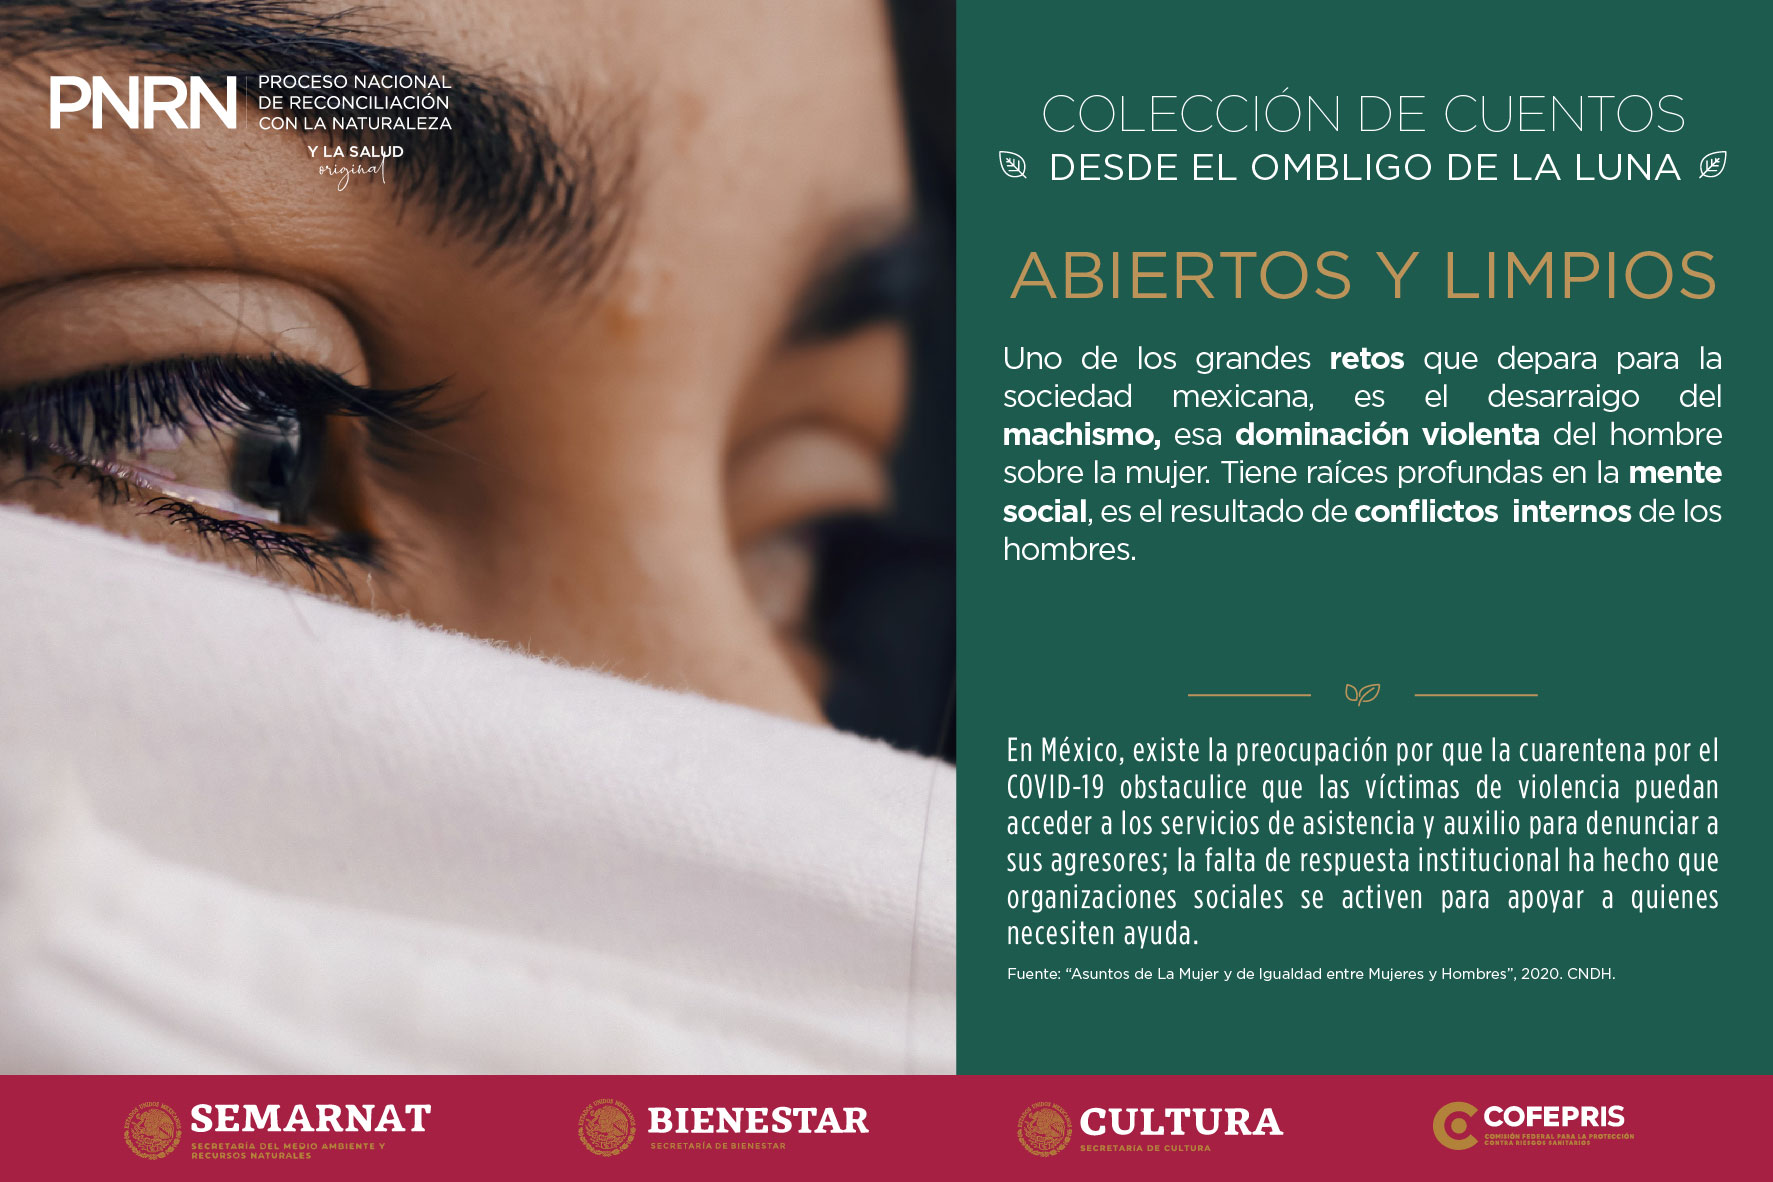 PNRN
PROCESO NACIONAL
DE RECONCILIACIÓN
CON LA NATURALEZA
Y LA SALUD
original
COLECCIÓN DE CUENTOS
DESDE EL OMBLIGO DE LA LUNA
ABIERTOS Y LIMPIOS
Uno de los grandes retos que depara para la
sociedad mexicana, es el desarraigo del
machismo, esa dominación violenta del hombre
sobre la mujer. Tiene raíces profundas en la mente
social, es el resultado de conflictos internos de los
hombres.
En México, existe la preocupación por que la cuarentena por el
COVID-19 obstaculice que las víctimas de violencia puedan
acceder a los servicios de asistencia y auxilio para denunciar a
sus agresores; la falta de respuesta institucional ha hecho que
organizaciones sociales se activen para apoyar a quienes
necesiten ayuda.
Fuente: “Asuntos de La Mujer y de Igualdad entre Mujeres y Hombres”, 2020. CNDH.
SEMARNAT
SECRETARÍA DEL MEDIO AMBIENTE Y
RECURSOS NATURALES
BIENESTAR
SECRETARÍA DE BIENESTAR
CULTURA
SECRETARÍA DE CULTURA
COFEPRIS
COMISIÓN FEDERAL PARA LA PROTECCIÓN
CONTRA RIESGOS SANITARIOS